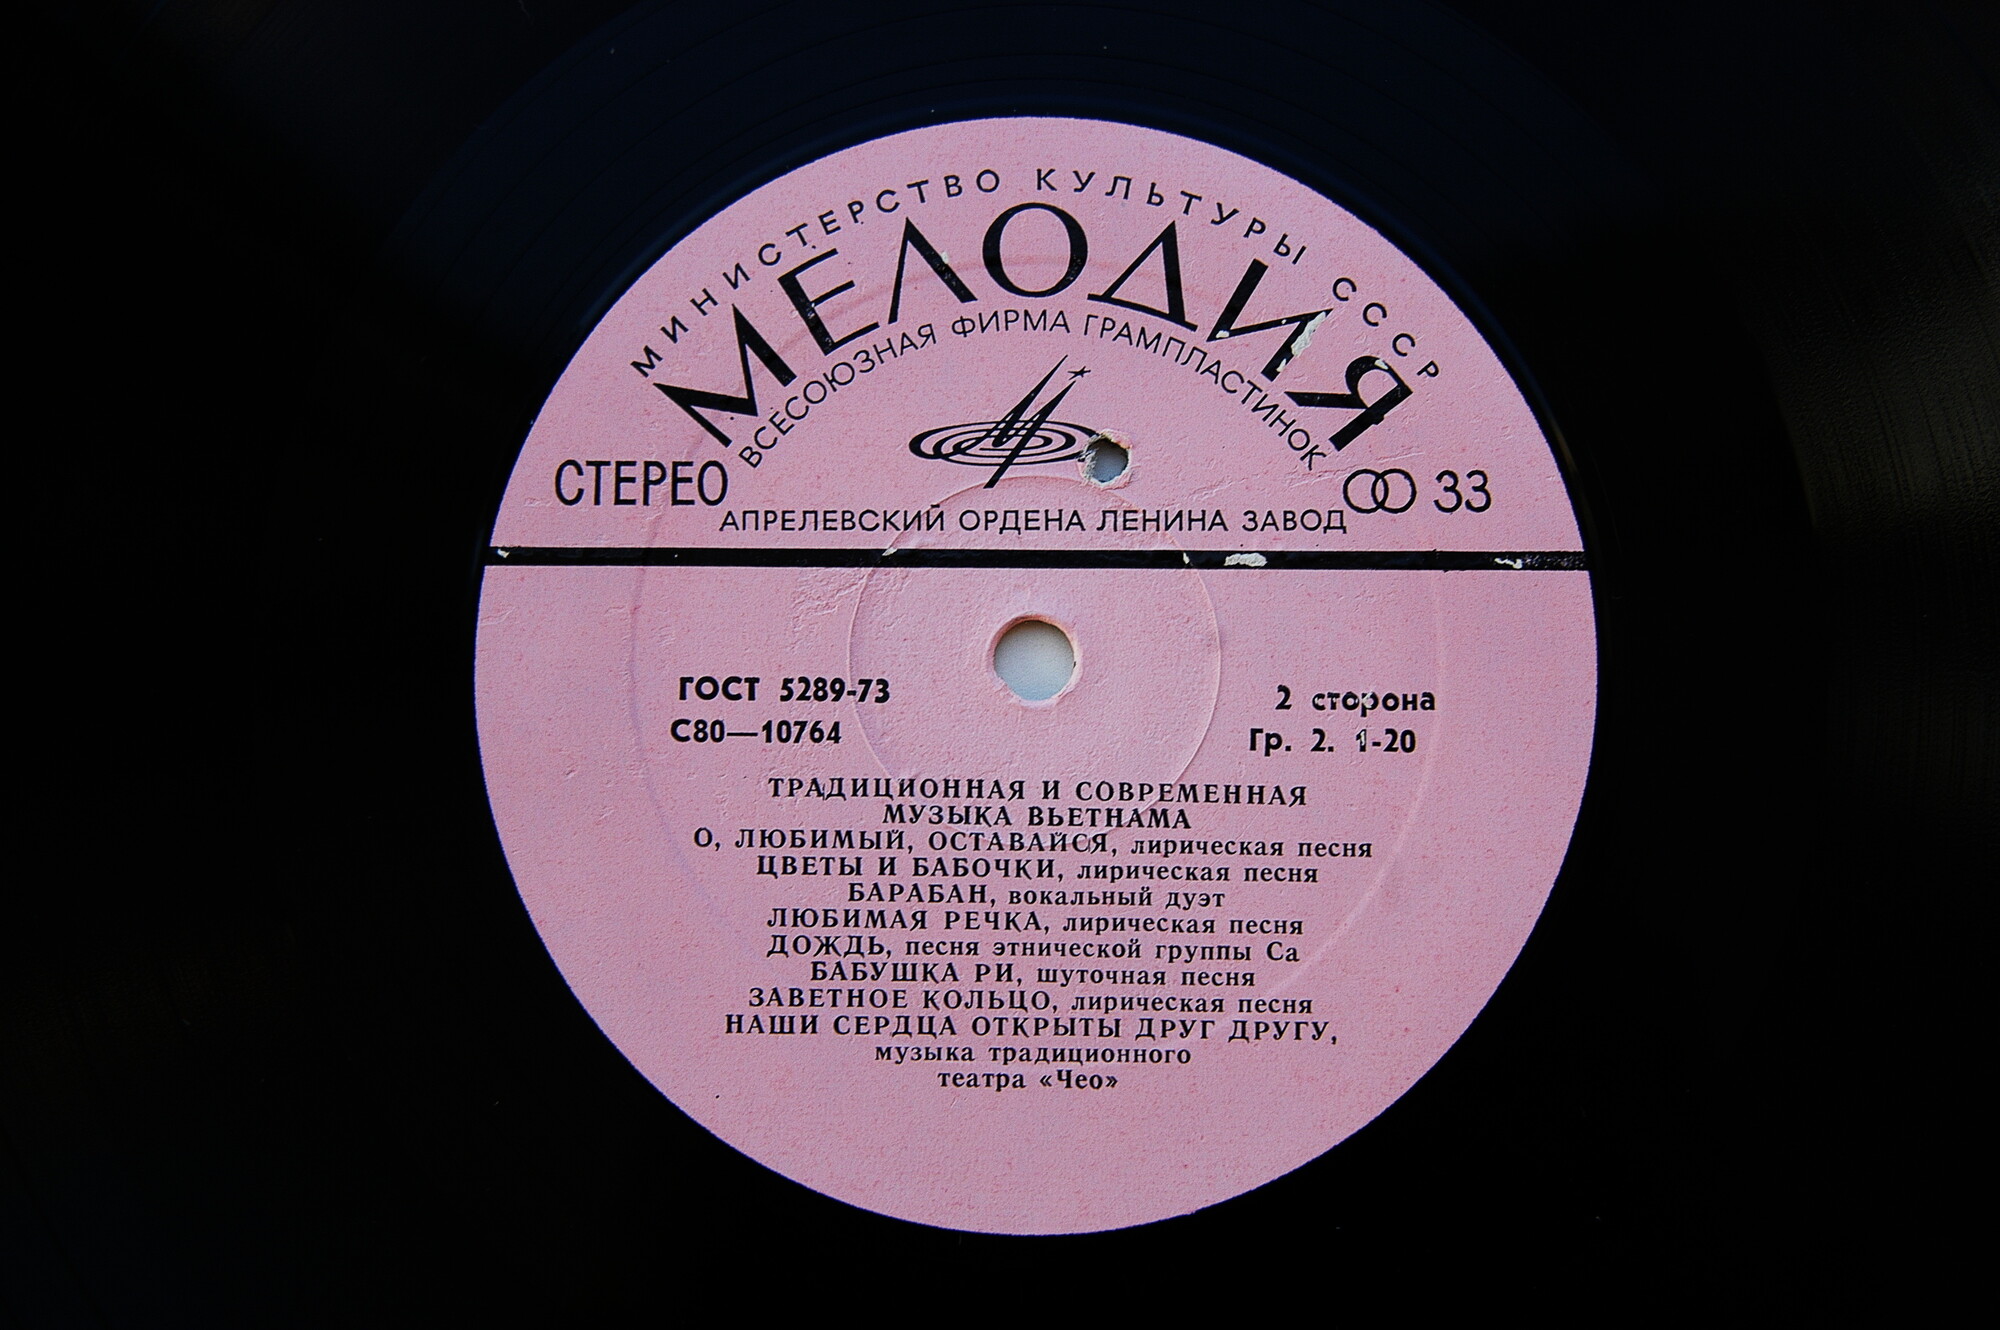 МИНИСТЕРСТВО КУЛЬТУРЫ СССР
МЕЛОДИЯ
ВСЕСОЮЗНАЯ ФИРМА ГРАМПЛАСТИНОК
СТЕРЕО
33
АПРЕЛЕВСКИЙ ОРДЕНА ЛЕНИНА ЗАВОД
ГОСТ 5289-73
С80—10764
2 сторона
Гр. 2. 1-20
ТРАДИЦИОННАЯ И СОВРЕМЕННАЯ
МУЗЫКА ВЬЕТНАМА
О, ЛЮБИМЫЙ, ОСТАВАЙСЯ, лирическая песня
ЦВЕТЫ И БАБОЧКИ, лирическая песня
БАРАБАН, вокальный дуэт
ЛЮБИМАЯ РЕЧКА, лирическая песня
ДОЖДЬ, песня этнической группы Са
БАБУШКА РИ, шуточная песня
ЗАВЕТНОЕ КОЛЬЦО, лирическая песня
НАШИ СЕРДЦА ОТКРЫТЫ ДРУГ ДРУГУ,
музыка традиционного
театра «Чео»